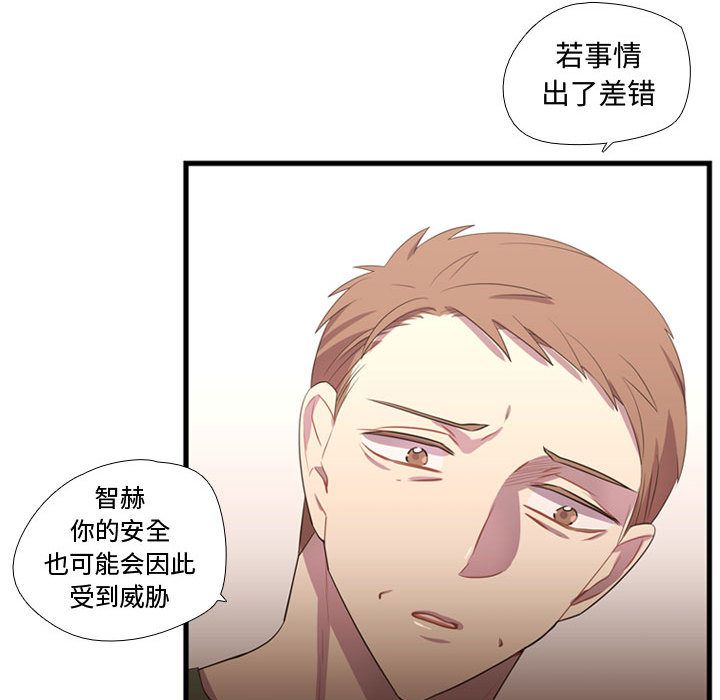 若事情
出了差错
智赫
你的安全
也可能会因此
受到威胁